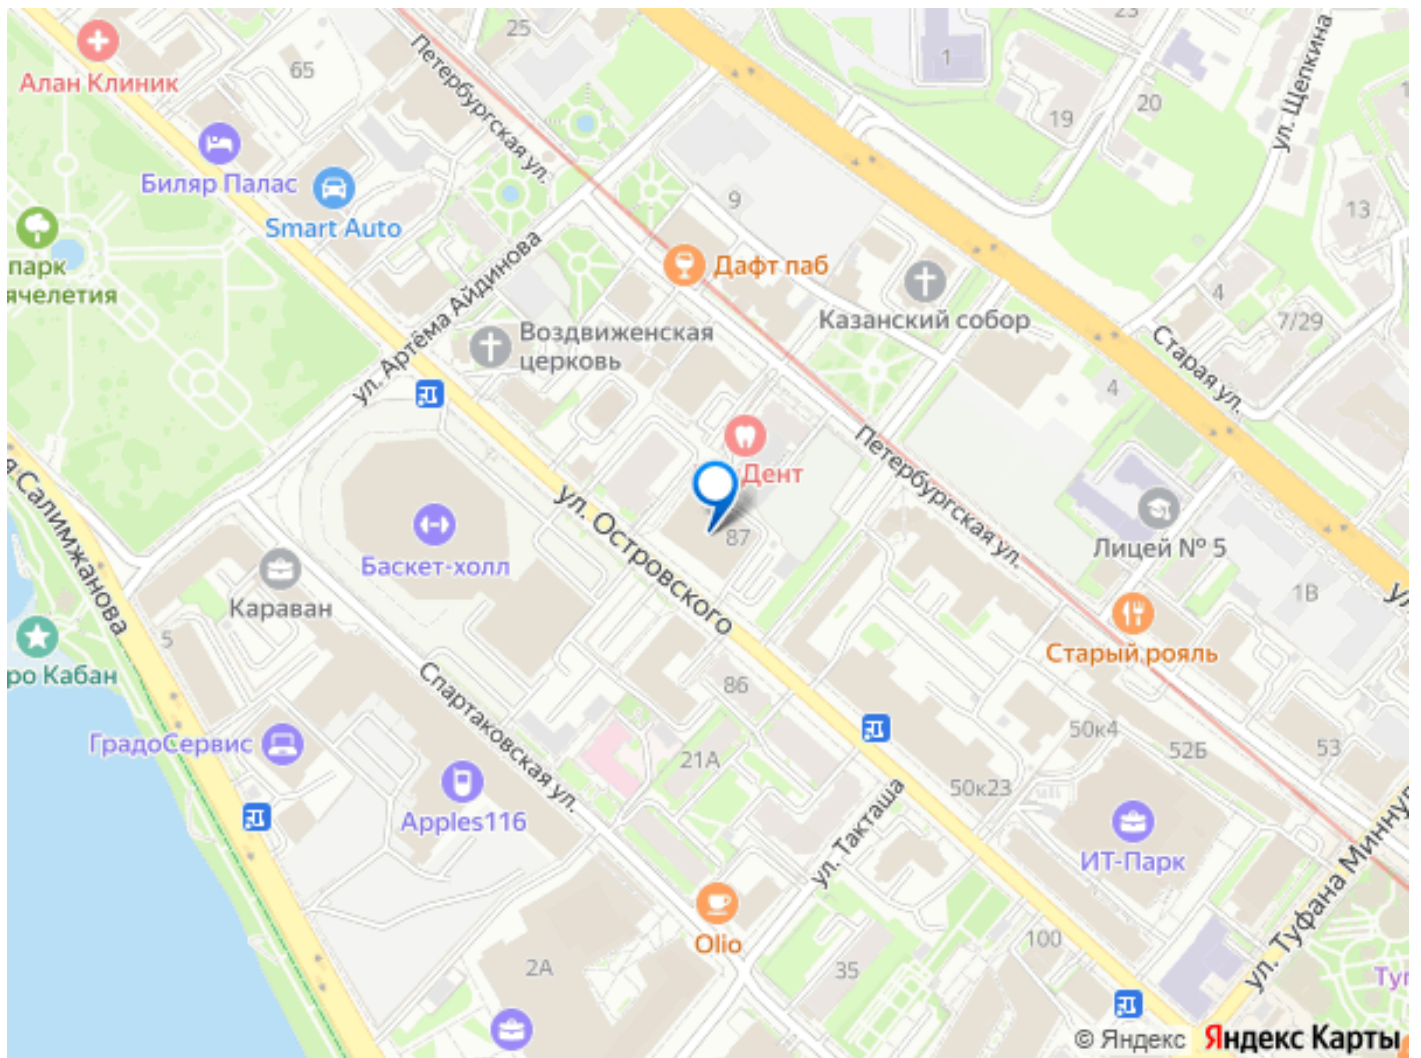 25
23
Петербургская ул.
1
65
Алан Клиник
20
19
ул. Щепкина
Биляр Палас
9
13
Smart Auto
парк
ячелетия
ул. Артёма Айдинова
Дафт паб
4
Казанский собор
7/29
Воздвиженская
церковь
Старая ул.
4
Дент
Петербургская ул.
я Салимжанова
ул. Островского
87
Лицей № 5
Баскет-холл
Караван
1В
5
Старый рояль
ро Кабан
Спартаковская ул.
86
50к4
52Б
53
ГрадоСервис
21А
50к23
Apples116
ул. Такташа
ИТ-Парк
ул. Туфана Миннул
Olio
100
2А
35
Туг
© Яндекс Яндекс Карты